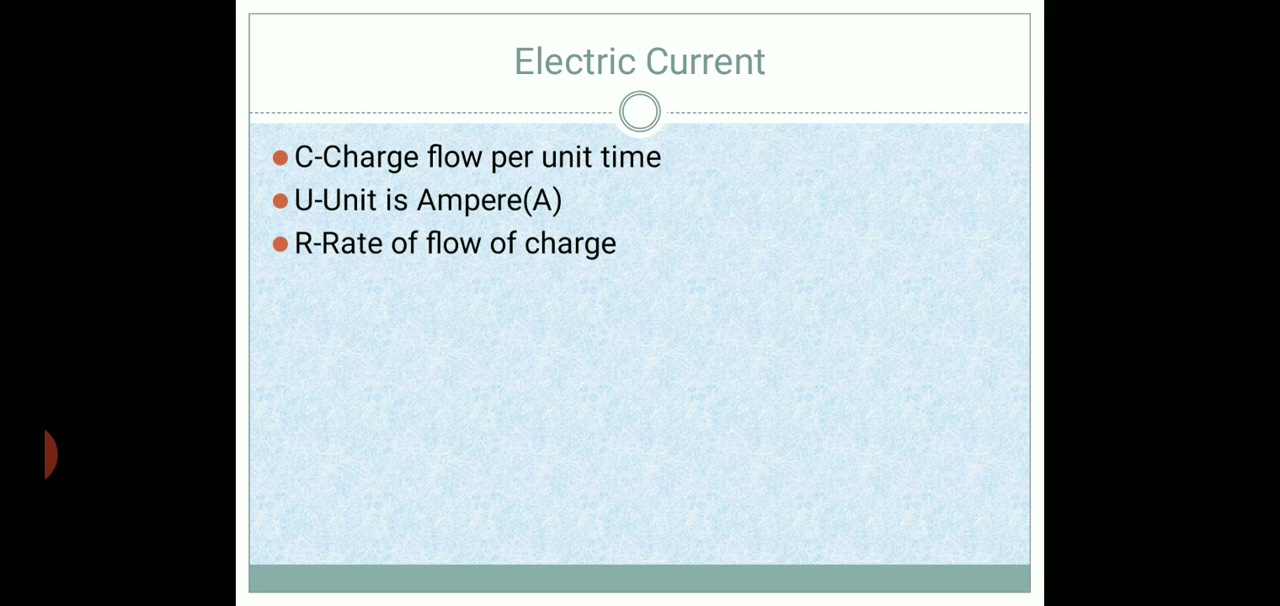 Electric Current
C-Charge flow per unit time
U-Unit is Ampere(A)
R-Rate of flow of charge